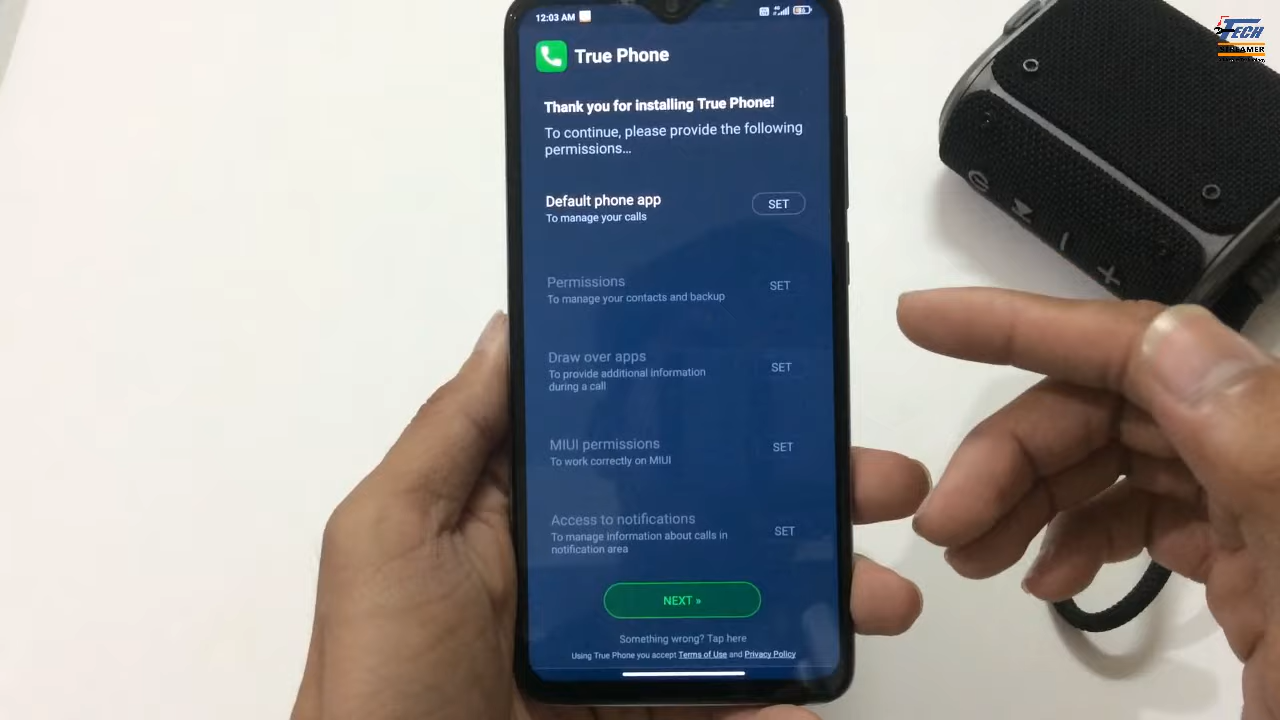 12:03 AM
TECH
STREAMER
True Phone
Thank you for installing True Phone!
To continue, please provide the following
permissions...
Default phone app
SET
To manage your calls
Permissions
SET
To manage your contacts and backup
Draw over apps
SET
To provide additional information
during a call
MIUI permissions
SET
To work correctly on MIUI
Access to notifications
SET
To manage information about calls in
notification area
NEXT »
Something wrong? Tap here
Using True Phone you accept Terms of Use and Privacy Policy